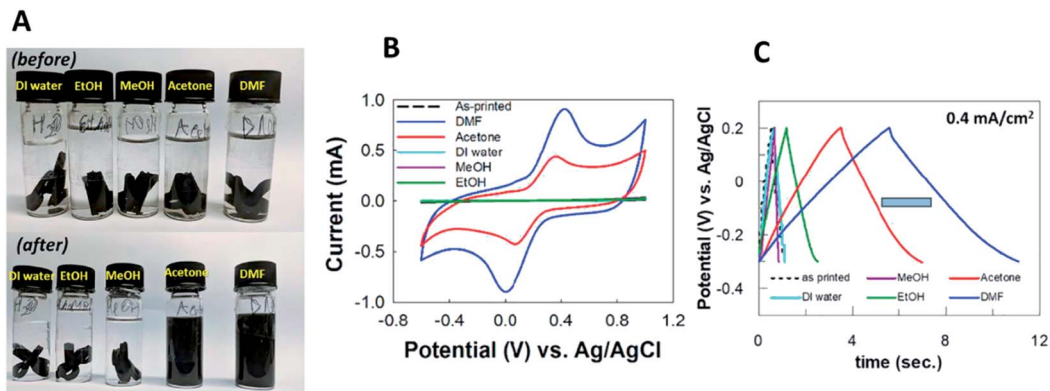 A
(before)
DI water EtOH MeOH Acetone DMF
(after)
DI water EtOH MeOH Acetone DMF
B
1.0
0.5
0.0
-0.5
-1.0
Current (mA)
As-printed
DMF
Acetone
DI water
MeOH
EtOH
-0.8 -0.4 0.0 0.4 0.8 1.2
Potential (V) vs. Ag/AgCl
C
0.4 mA/cm²
0.2
0
-0.2
-0.4
Potential (V) vs. Ag/AgCl
as printed MeOH Acetone
DI water EtOH DMF
0 4 8 12
time (sec.)